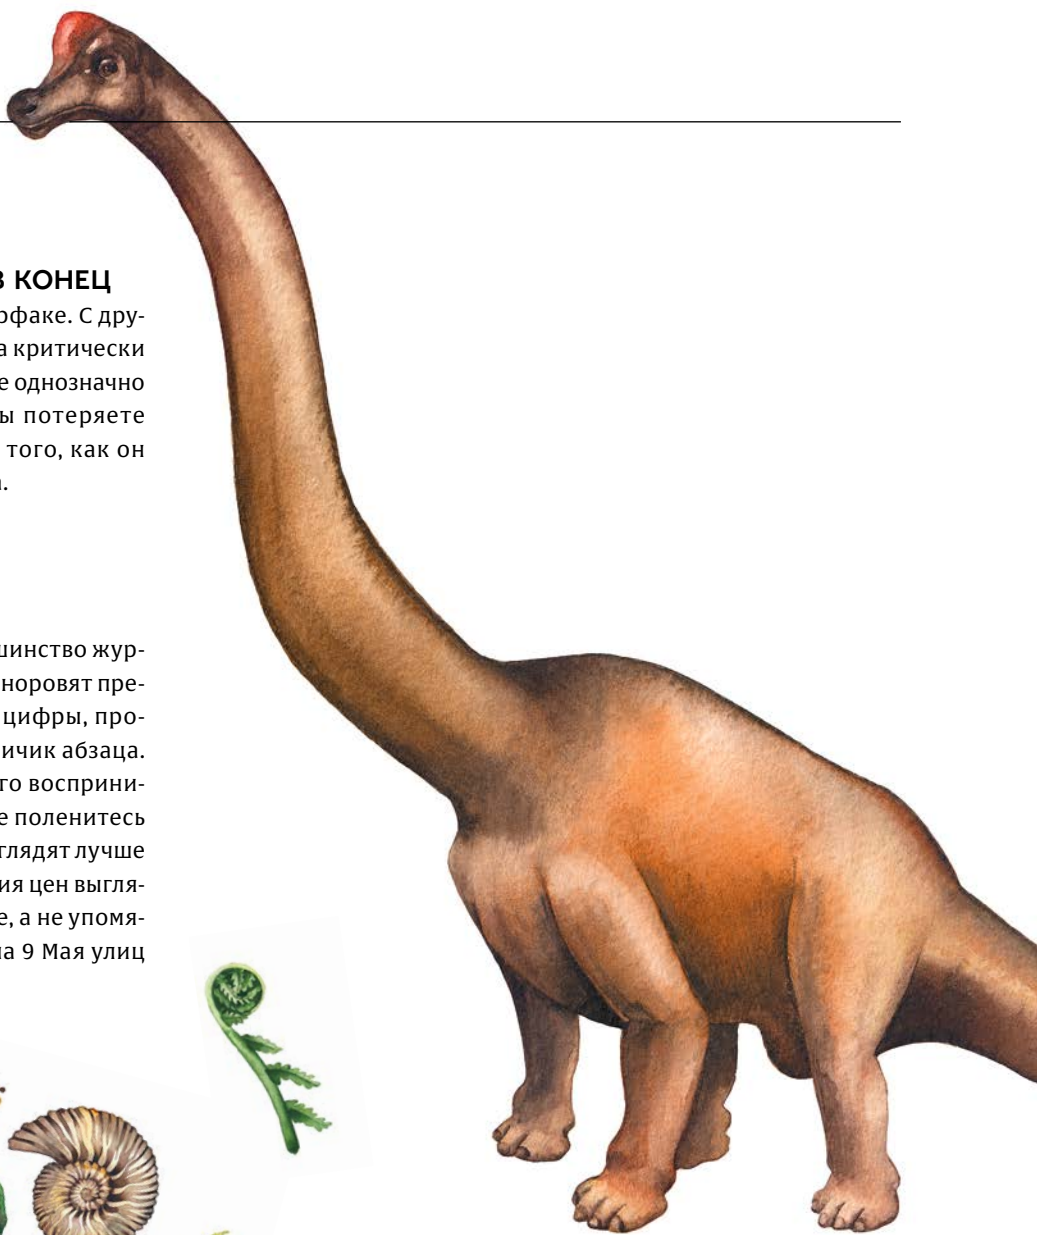 В КОНЕЦ
рфаке. С дру-
а критически
е однозначно
ы потеряете
того, как он
.
шинство жур-
норовят пре-
цифры, про-
ичик абзаца.
го восприни-
е поленитесь
глядят лучше
ия цен выгля-
е, а не упомя-
а 9 Мая улиц